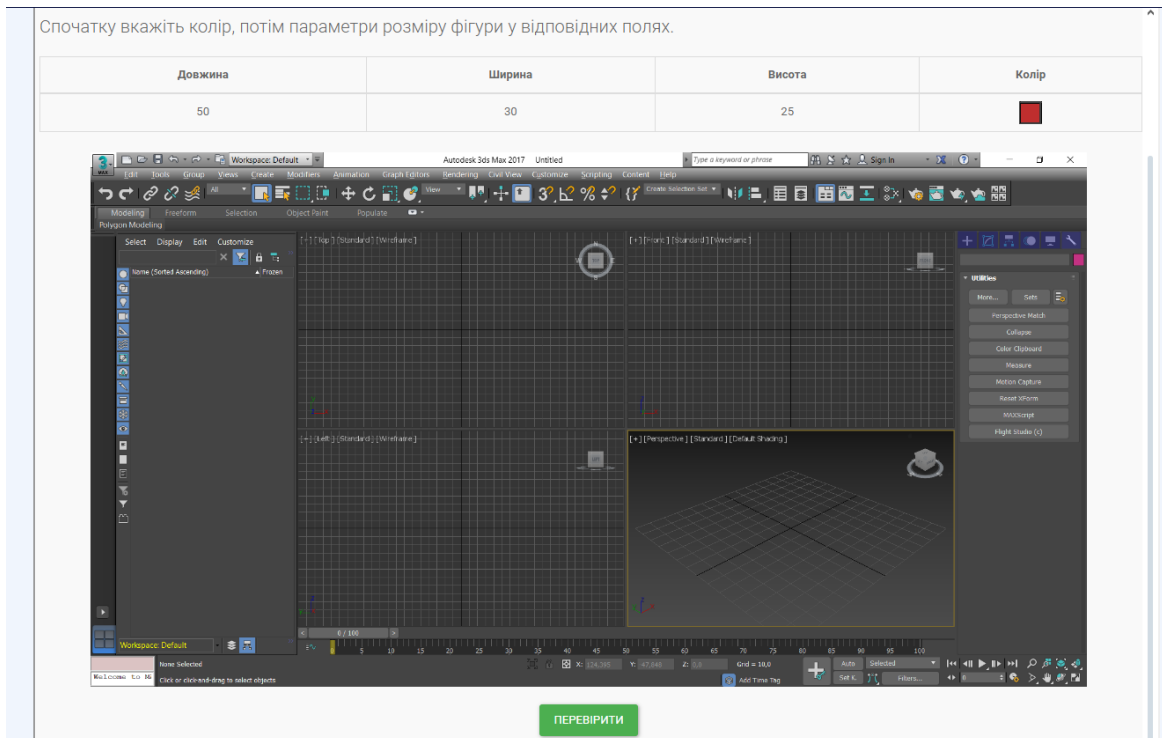 Спочатку вкажіть колір, потім параметри розміру фігури у відповідних полях.
Довжина Ширина Висота Колір
50 30 25
3 MAX Workspace: Default Autodesk 3ds Max 2017 Untitled Type a keyword or phrase Sign In
Edit Tools Group Views Create Modifiers Animation Graph Editors Rendering Civil View Customize Scripting Content Help
All View Create Selection Set
Modeling Freeform Selection Object Paint Populate
Polygon Modeling
Select Display Edit Customize
Name (Sorted Ascending) ▲ Frozen
[+] [Top ] [Standard ] [Wireframe ]
[+] [Front ] [Standard ] [Wireframe ]
[+] [Left ] [Standard ] [Wireframe ]
[+] [Perspective ] [Standard ] [Default Shading ]
Utilities
More... Sets
Perspective Match
Collapse
Color Clipboard
Measure
Motion Capture
Reset XForm
MAXScript
Flight Studio (c)
< 0 / 100 >
Workspace: Default
0 5 10 15 20 25 30 35 40 45 50 55 60 65 70 75 80 85 90 95 100
None Selected X: Y: Z: Grid = 10,0 Auto Selected
Welcome to M Click or click-and-drag to select objects Add Time Tag Set K. Filters... 0
ПЕРЕВІРИТИ